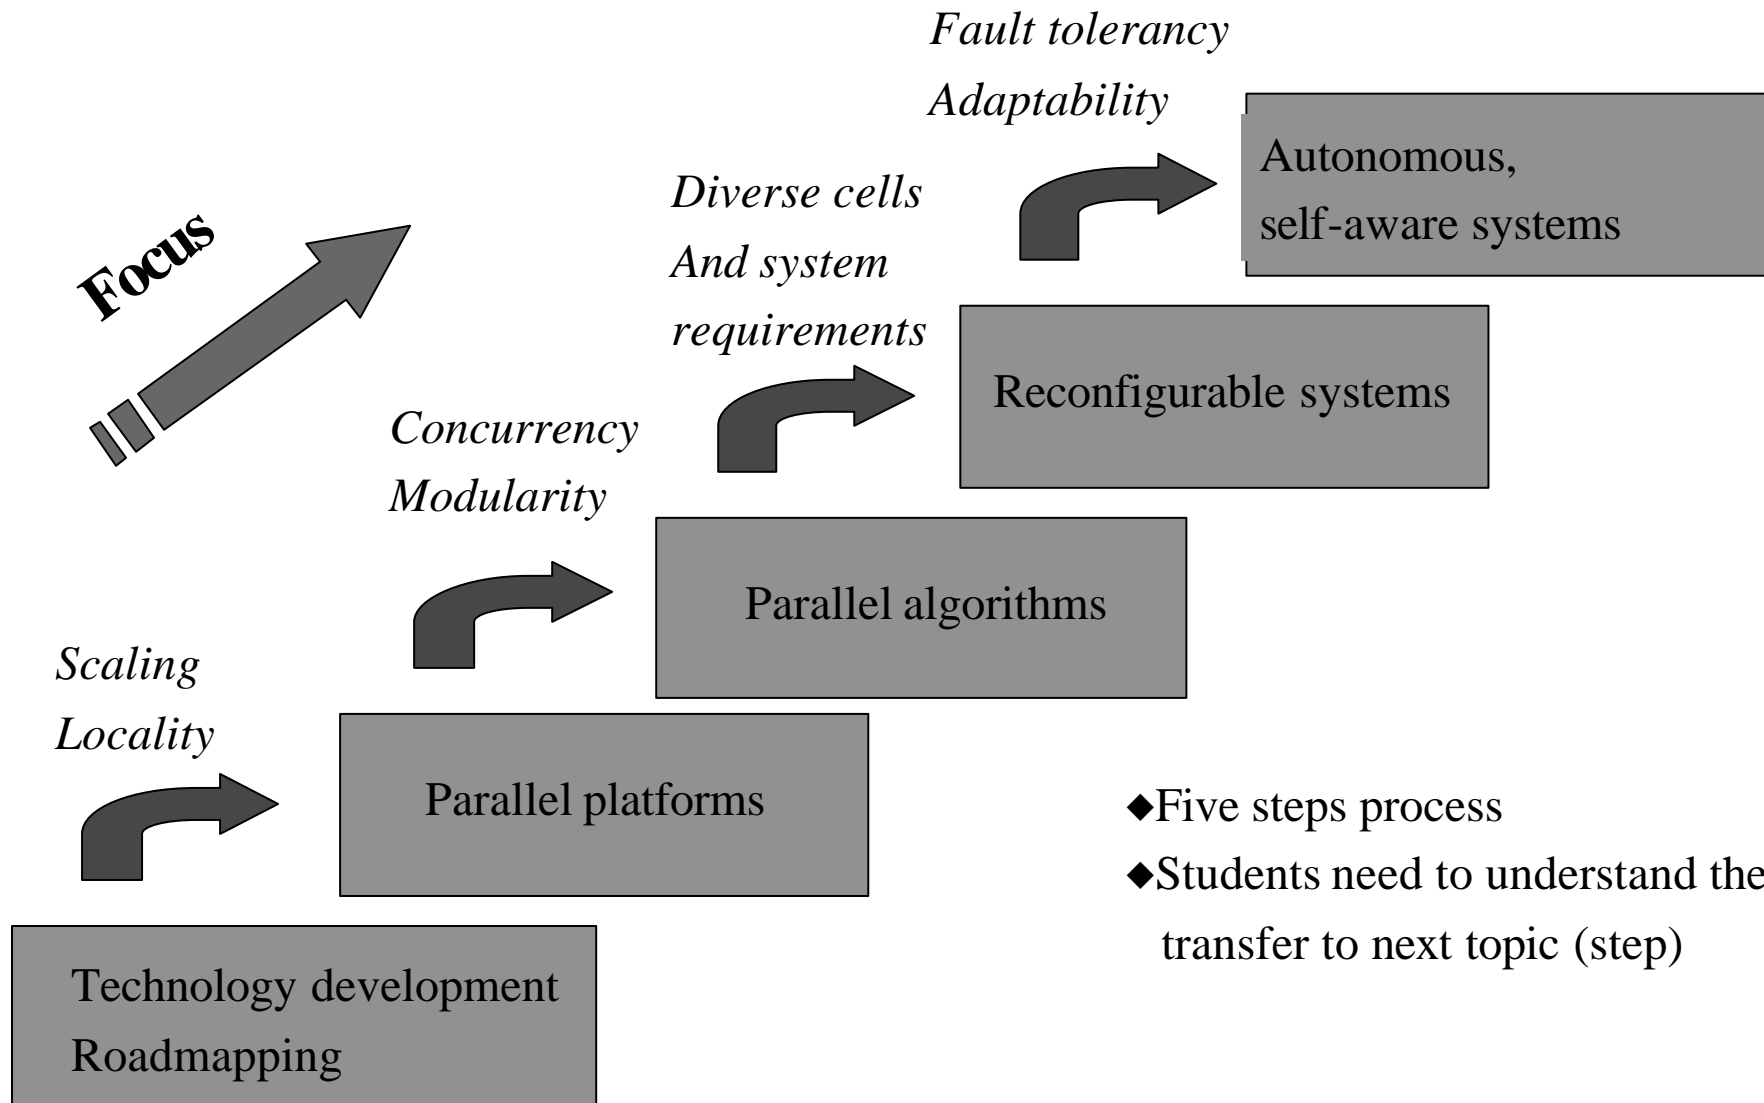 Fault tolerancy
Adaptability
Autonomous,
self-aware systems
Diverse cells
And system
requirements
Focus
Reconfigurable systems
Concurrency
Modularity
Parallel algorithms
Scaling
Locality
Parallel platforms
◆Five steps process
◆Students need to understand the
transfer to next topic (step)
Technology development
Roadmapping